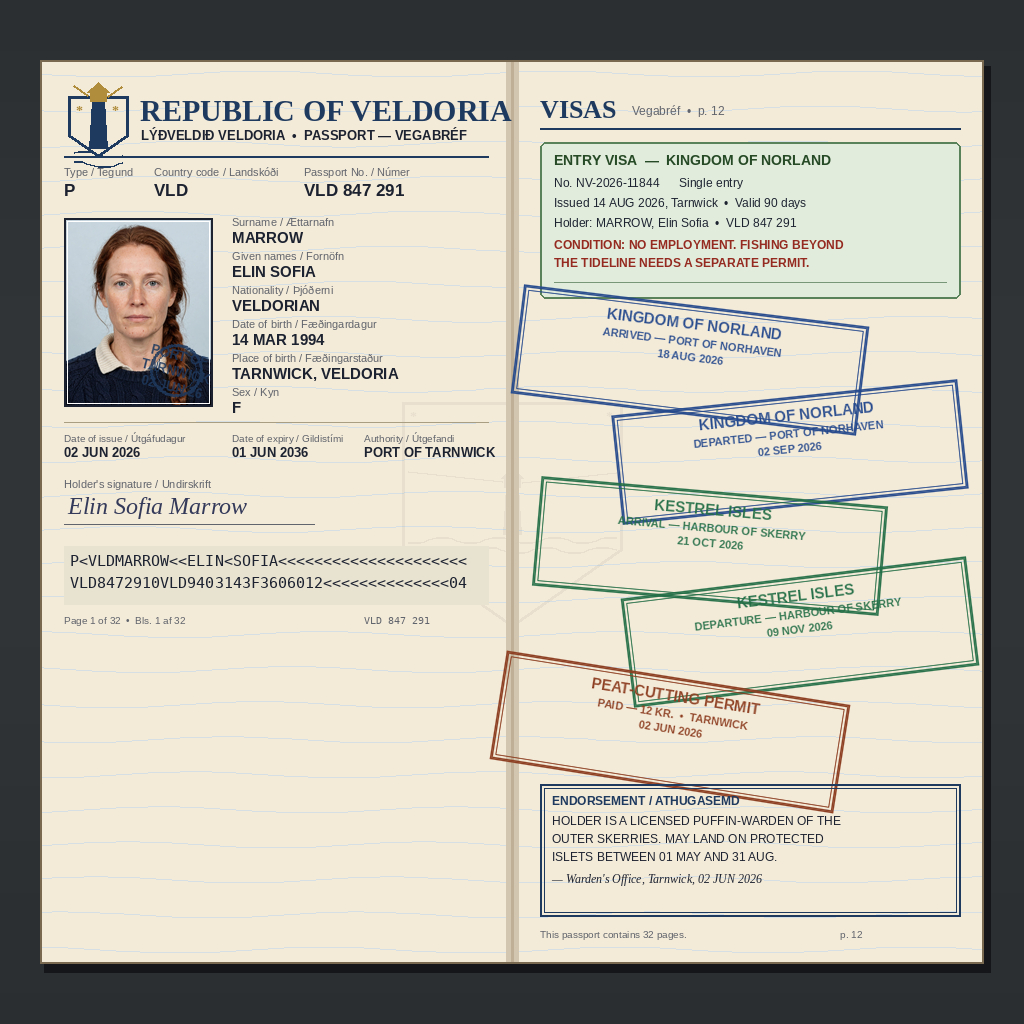 REPUBLIC OF VELDORIA
LÝÐVELDIÐ VELDORIA • PASSPORT — VEGABRÉF
Type / Tegund Country code / Landskóði Passport No. / Númer
P VLD VLD 847 291
Surname / Ættarnafn
MARROW
Given names / Fornöfn
ELIN SOFIA
Nationality / Þjóðerni
VELDORIAN
Date of birth / Fæðingardagur
14 MAR 1994
Place of birth / Fæðingarstaður
TARNWICK, VELDORIA
Sex / Kyn
F
Date of issue / Útgáfudagur Date of expiry / Gildistími Authority / Útgefandi
02 JUN 2026 01 JUN 2036 PORT OF TARNWICK
Holder's signature / Undirskrift
Elin Sofia Marrow
P<VLDMARROW<<ELIN<SOFIA<<<<<<<<<<<<<<<<<<<<<
VLD8472910VLD9403143F3606012<<<<<<<<<<<<<<04
Page 1 of 32 • Bls. 1 af 32 VLD 847 291
VISAS Vegabréf • p. 12
ENTRY VISA — KINGDOM OF NORLAND
No. NV-2026-11844 Single entry
Issued 14 AUG 2026, Tarnwick • Valid 90 days
Holder: MARROW, Elin Sofia • VLD 847 291
CONDITION: NO EMPLOYMENT. FISHING BEYOND
THE TIDELINE NEEDS A SEPARATE PERMIT.
KINGDOM OF NORLAND
ARRIVED — PORT OF NORHAVEN
18 AUG 2026
KINGDOM OF NORLAND
DEPARTED — PORT OF NORHAVEN
02 SEP 2026
KESTREL ISLES
ARRIVAL — HARBOUR OF SKERRY
21 OCT 2026
KESTREL ISLES
DEPARTURE — HARBOUR OF SKERRY
09 NOV 2026
PEAT-CUTTING PERMIT
PAID — 12 KR. • TARNWICK
02 JUN 2026
ENDORSEMENT / ATHUGASEMD
HOLDER IS A LICENSED PUFFIN-WARDEN OF THE
OUTER SKERRIES. MAY LAND ON PROTECTED
ISLETS BETWEEN 01 MAY AND 31 AUG.
— Warden's Office, Tarnwick, 02 JUN 2026
This passport contains 32 pages. p. 12